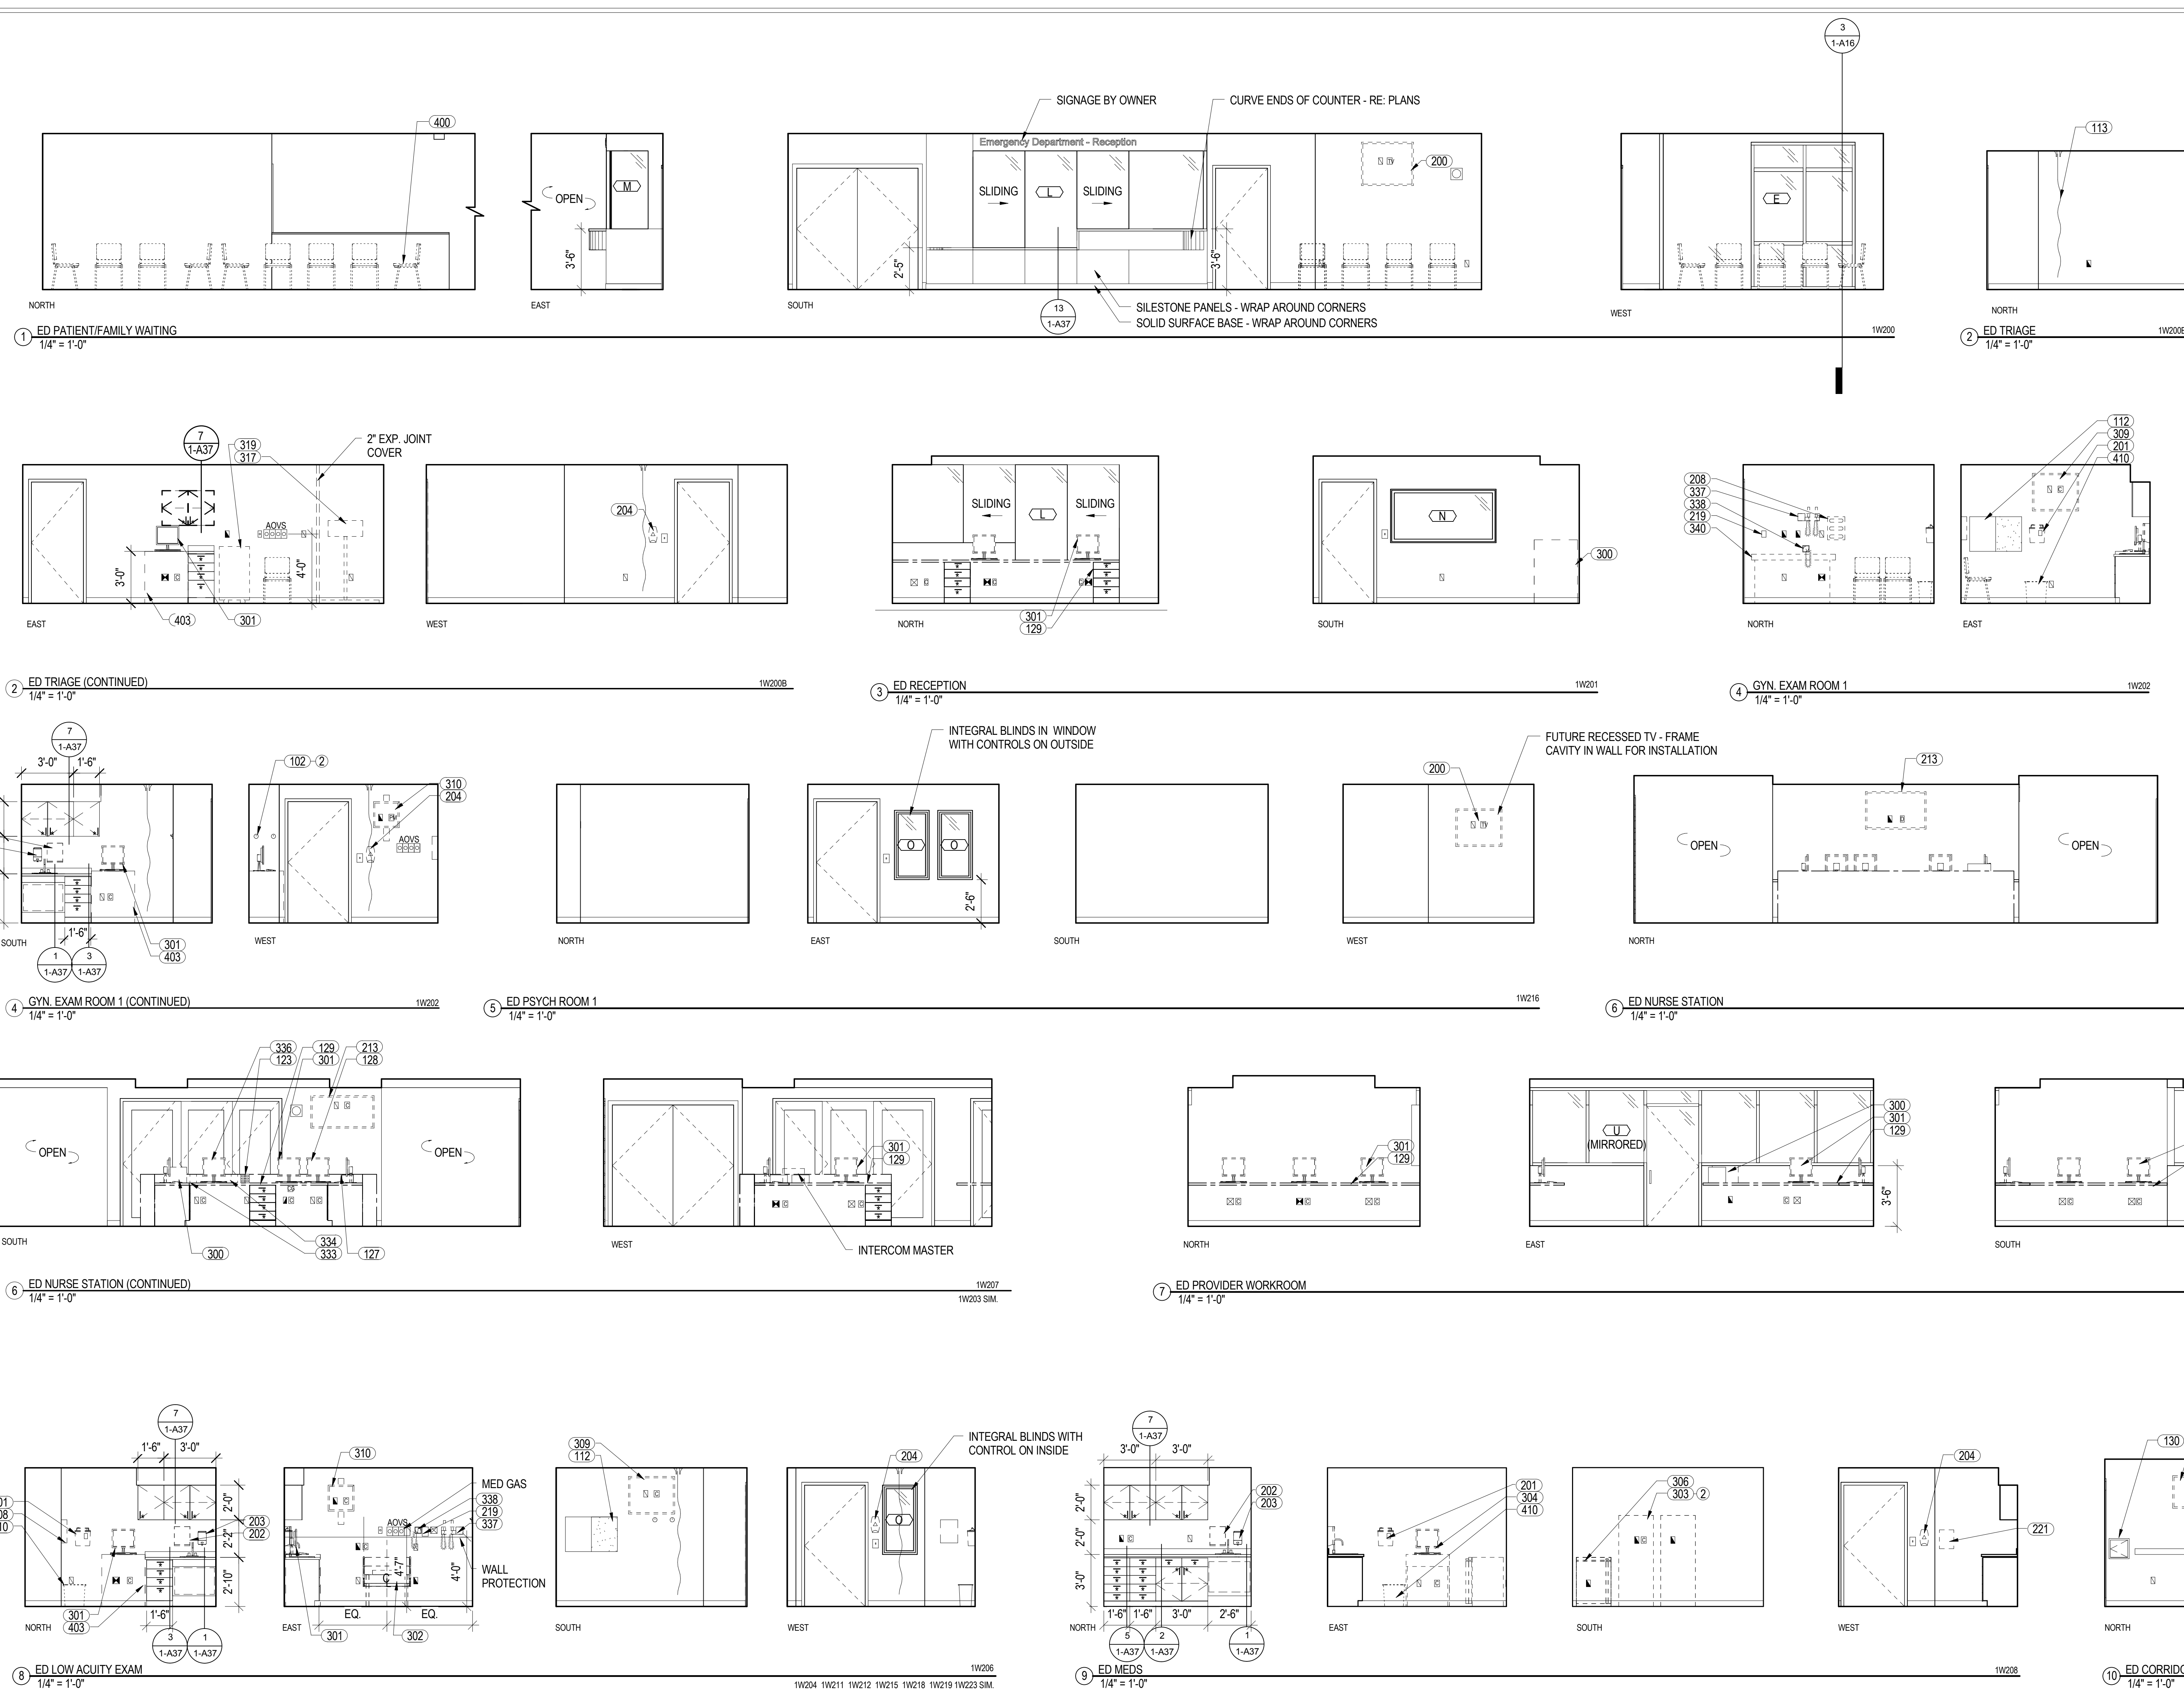 3
1-A16
SIGNAGE BY OWNER
CURVE ENDS OF COUNTER - RE: PLANS
400
113
Emergency Department - Reception
TV
200
M
OPEN
SLIDING
L
SLIDING
E
3'-6"
2'-5"
3'-6"
NORTH
EAST
SOUTH
WEST
NORTH
13
1-A37
SILESTONE PANELS - WRAP AROUND CORNERS
SOLID SURFACE BASE - WRAP AROUND CORNERS
1 ED PATIENT/FAMILY WAITING
1W200
1/4" = 1'-0"
2 ED TRIAGE
1/4" = 1'-0"
7
1-A37
319
317
2" EXP. JOINT
COVER
AOVS
3'-0"
4'-0"
204
403
301
EAST
WEST
SLIDING
L
SLIDING
N
300
301
129
NORTH
SOUTH
208
337
338
219
340
112
309
201
410
NORTH
EAST
2 ED TRIAGE (CONTINUED)
1W200B
1/4" = 1'-0"
3 ED RECEPTION
1W201
1/4" = 1'-0"
4 GYN. EXAM ROOM 1
1W202
1/4" = 1'-0"
7
1-A37
3'-0"
1'-6"
102
2
310
204
AOVS
1'-6"
301
403
1
1-A37
3
1-A37
SOUTH
WEST
INTEGRAL BLINDS IN WINDOW
WITH CONTROLS ON OUTSIDE
O
O
2'-6"
FUTURE RECESSED TV - FRAME
CAVITY IN WALL FOR INSTALLATION
200
TV
NORTH
EAST
SOUTH
WEST
213
OPEN
OPEN
NORTH
4 GYN. EXAM ROOM 1 (CONTINUED)
1W202
1/4" = 1'-0"
5 ED PSYCH ROOM 1
1W216
1/4" = 1'-0"
6 ED NURSE STATION
1/4" = 1'-0"
336
123
129
301
213
128
OPEN
OPEN
300
334
333
127
SOUTH
301
129
INTERCOM MASTER
WEST
301
129
NORTH
U
(MIRRORED)
300
301
129
3'-6"
EAST
SOUTH
6 ED NURSE STATION (CONTINUED)
1W207
1/4" = 1'-0"
1W203 SIM.
7 ED PROVIDER WORKROOM
1/4" = 1'-0"
7
1-A37
1'-6"
3'-0"
2'-0"
2'-2"
2'-10"
203
202
301
403
1'-6"
3
1-A37
1
1-A37
NORTH
310
AOVS
MED GAS
338
219
337
WALL
PROTECTION
4'-7"
4'-0"
EQ.
EQ.
301
302
EAST
309
112
SOUTH
204
INTEGRAL BLINDS WITH
CONTROL ON INSIDE
O
WEST
7
1-A37
3'-0"
3'-0"
2'-0"
2'-0"
3'-0"
202
203
1'-6"
1'-6"
3'-0"
2'-6"
5
1-A37
2
1-A37
1
1-A37
NORTH
201
304
410
EAST
306
303
2
SOUTH
204
221
WEST
130
NORTH
8 ED LOW ACUITY EXAM
1W206
1/4" = 1'-0"
1W204 1W211 1W212 1W215 1W218 1W219 1W223 SIM.
9 ED MEDS
1W208
1/4" = 1'-0"
10
1/4" = 1'-0"